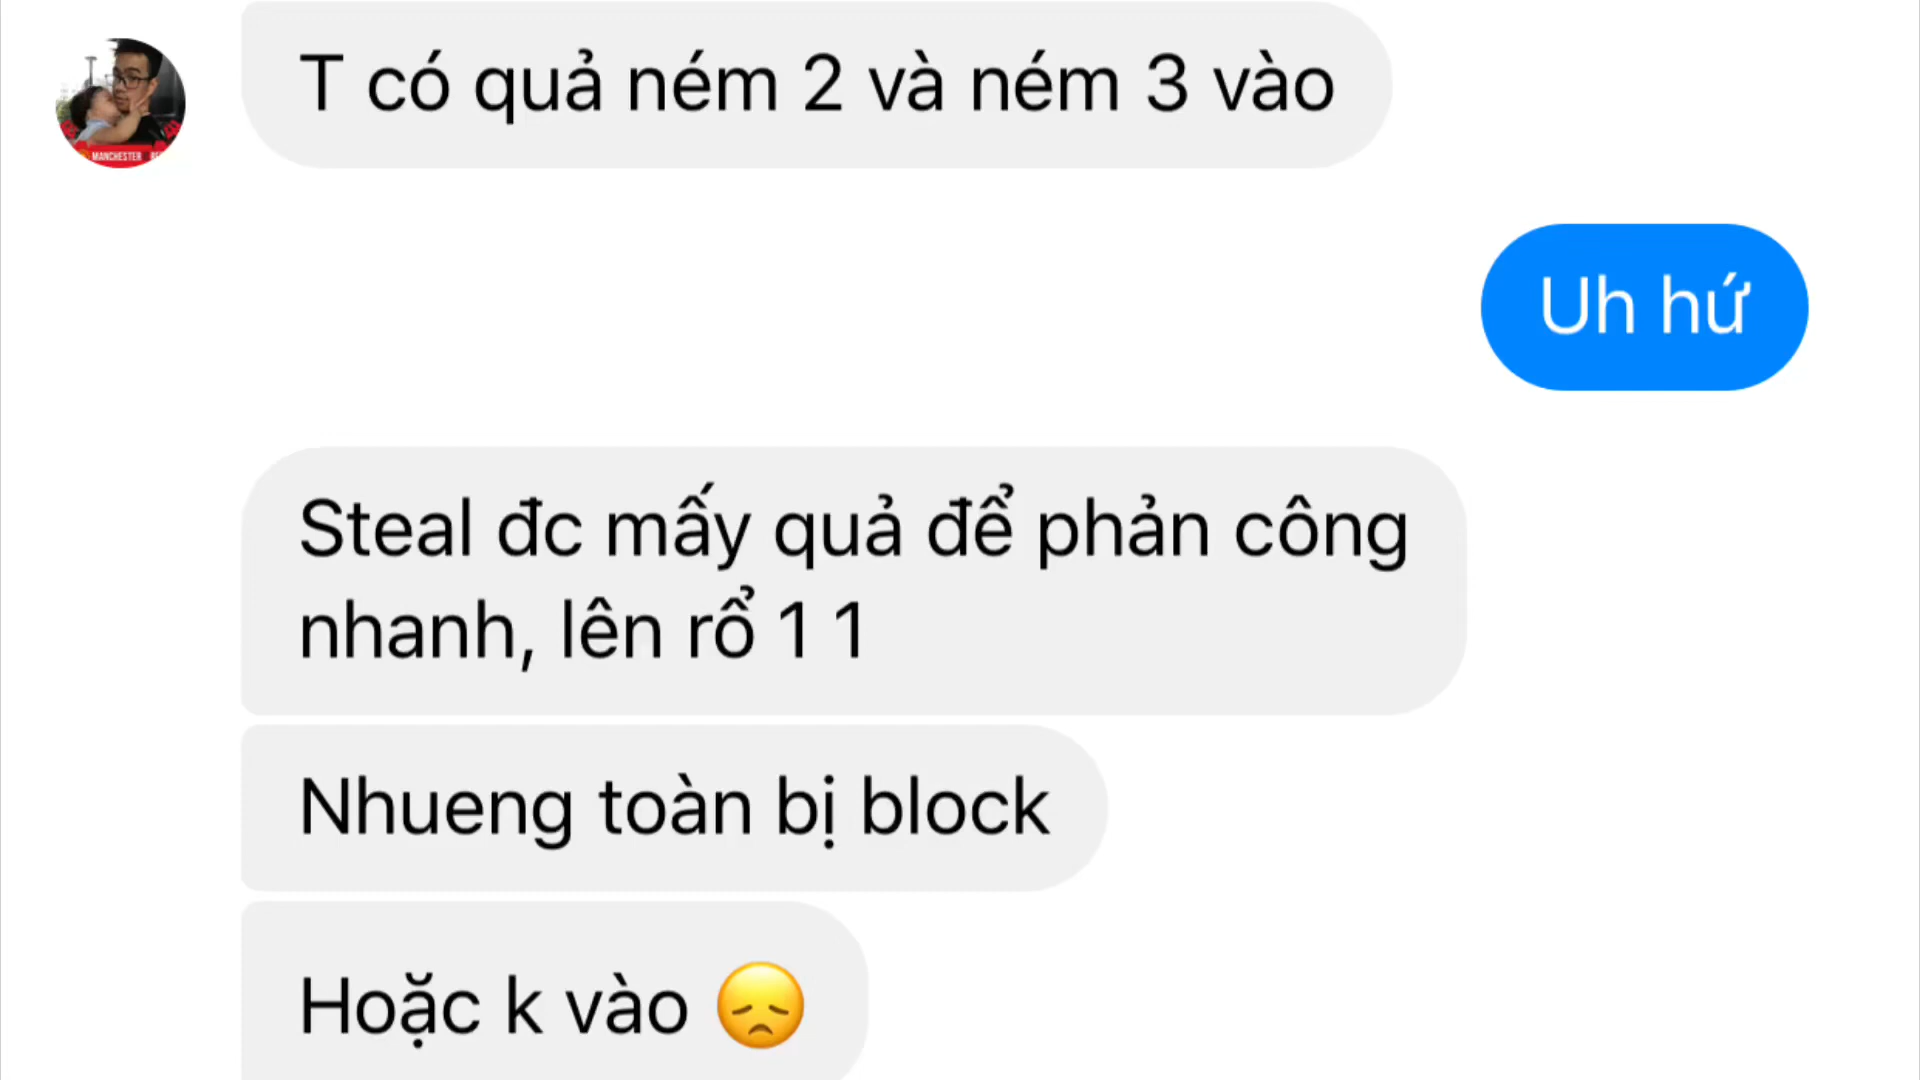 T có quả ném 2 và ném 3 vào
MANCHESTER
Uh hứ
Steal đc mấy quả để phản công
nhanh, lên rổ 1 1
Nhueng toàn bị block
Hoặc k vào 😞